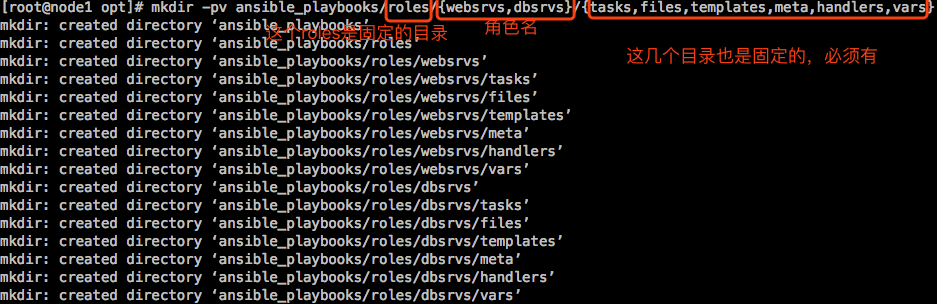 [root@node1 opt]# mkdir -pv ansible_playbooks/roles/{websrvs,dbsrvs}/{tasks,files,templates,meta,handlers,vars}
mkdir: created directory ‘ansible_playbooks’
这个roles是固定的目录
角色名
mkdir: created directory ‘ansible_playbooks/roles’
这几个目录也是固定的，必须有
mkdir: created directory ‘ansible_playbooks/roles/websrvs’
mkdir: created directory ‘ansible_playbooks/roles/websrvs/tasks’
mkdir: created directory ‘ansible_playbooks/roles/websrvs/files’
mkdir: created directory ‘ansible_playbooks/roles/websrvs/templates’
mkdir: created directory ‘ansible_playbooks/roles/websrvs/meta’
mkdir: created directory ‘ansible_playbooks/roles/websrvs/handlers’
mkdir: created directory ‘ansible_playbooks/roles/websrvs/vars’
mkdir: created directory ‘ansible_playbooks/roles/dbsrvs’
mkdir: created directory ‘ansible_playbooks/roles/dbsrvs/tasks’
mkdir: created directory ‘ansible_playbooks/roles/dbsrvs/files’
mkdir: created directory ‘ansible_playbooks/roles/dbsrvs/templates’
mkdir: created directory ‘ansible_playbooks/roles/dbsrvs/meta’
mkdir: created directory ‘ansible_playbooks/roles/dbsrvs/handlers’
mkdir: created directory ‘ansible_playbooks/roles/dbsrvs/vars’